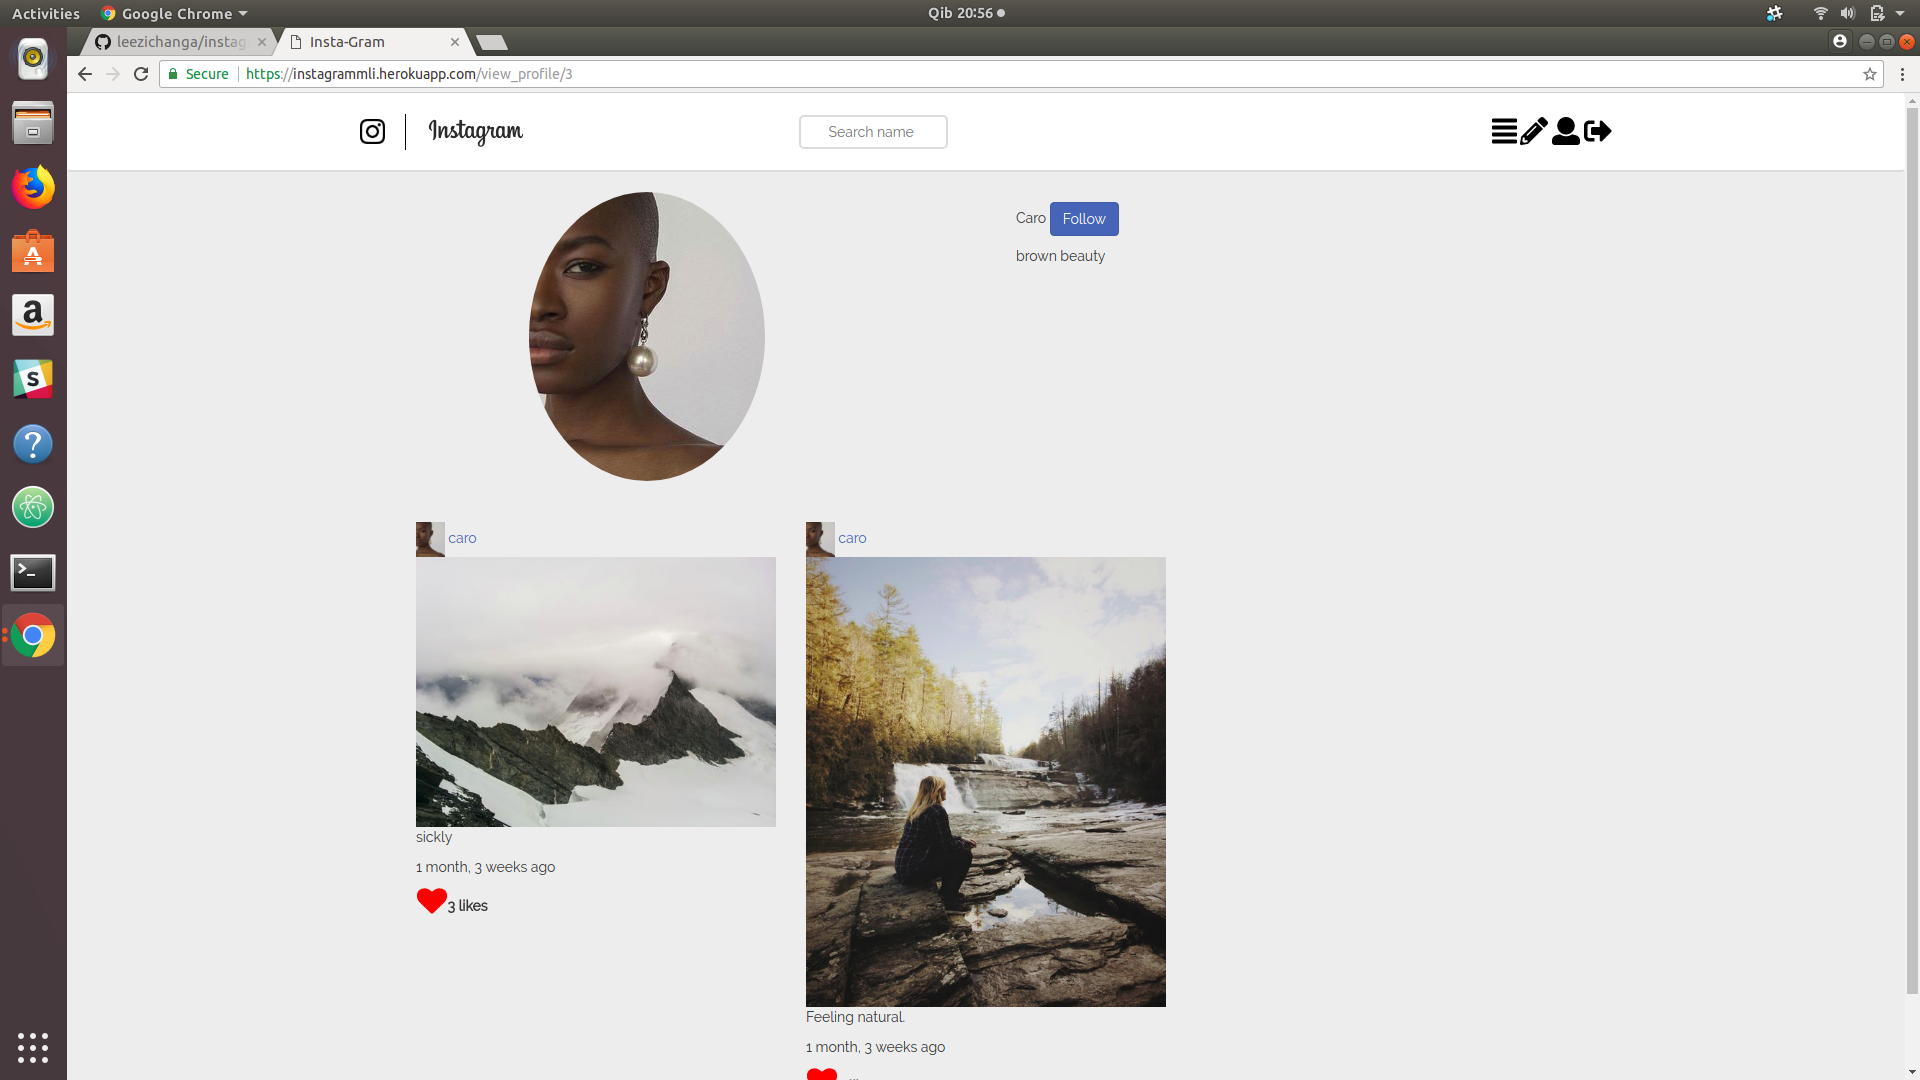 Activities
Google Chrome
Qib 20:56
leezichanga/instag
Insta-Gram
Secure
https://instagrammli.herokuapp.com/view_profile/3
Instagram
Search name
Caro
Follow
brown beauty
caro
sickly
1 month, 3 weeks ago
3 likes
caro
Feeling natural.
1 month, 3 weeks ago